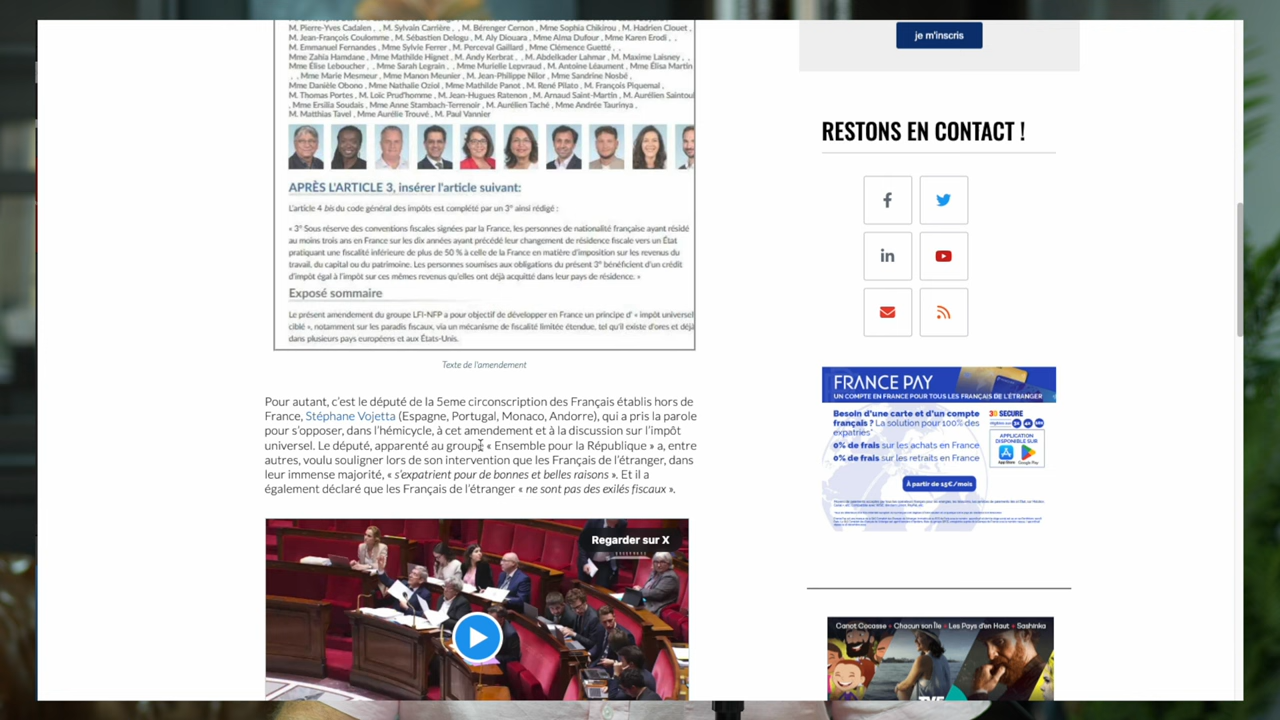 M. Pierre-Yves Cadalen , , M. Sylvain Carrière , , M. Bérenger Cernon , Mme Sophia Chikirou , M. Hadrien Clouet ,
M. Jean-François Coulomme , M. Sébastien Delogu , M. Aly Diouara , Mme Alma Dufour , Mme Karen Erodi , ,
M. Emmanuel Fernandes , Mme Sylvie Ferrer , M. Perceval Gaillard , Mme Clémence Guetté , ,
Mme Zahia Hamdane , Mme Mathilde Hignet , M. Andy Kerbrat , , M. Abdelkader Lahmar , M. Maxime Laisney , ,
Mme Élise Leboucher , , Mme Sarah Legrain , , Mme Murielle Lepvraud , M. Antoine Léaument , Mme Élisa Martin
, , Mme Marie Mesmeur , Mme Manon Meunier , M. Jean-Philippe Nilor , Mme Sandrine Nosbé ,
Mme Danièle Obono , Mme Nathalie Oziol , Mme Mathilde Panot , M. René Pilato , M. François Piquemal ,
M. Thomas Portes , M. Loïc Prud'homme , M. Jean-Hugues Ratenon , M. Arnaud Saint-Martin , M. Aurélien Saintoul
, Mme Ersilia Soudais , Mme Anne Stambach-Terrenoir , M. Aurélien Taché , Mme Andrée Taurinya ,
M. Matthias Tavel , Mme Aurélie Trouvé , M. Paul Vannier
APRÈS L'ARTICLE 3, insérer l'article suivant:
L'article 4 bis du code général des impôts est complété par un 3° ainsi rédigé :
« 3° Sous réserve des conventions fiscales signées par la France, les personnes de nationalité française ayant résidé
au moins trois ans en France sur les dix années ayant précédé leur changement de résidence fiscale vers un État
pratiquant une fiscalité inférieure de plus de 50 % à celle de la France en matière d'imposition sur les revenus du
travail, du capital ou du patrimoine. Les personnes soumises aux obligations du présent 3° bénéficient d'un crédit
d'impôt égal à l'impôt sur ces mêmes revenus qu'elles ont déjà acquitté dans leur pays de résidence. »
Exposé sommaire
Le présent amendement du groupe LFI-NFP a pour objectif de développer en France un principe d' « impôt universel
ciblé », notamment sur les paradis fiscaux, via un mécanisme de fiscalité limitée étendue, tel qu'il existe d'ores et déjà
dans plusieurs pays européens et aux États-Unis.
Texte de l'amendement
Pour autant, c'est le député de la 5eme circonscription des Français établis hors de
France, Stéphane Vojetta (Espagne, Portugal, Monaco, Andorre), qui a pris la parole
pour s'opposer, dans l'hémicycle, à cet amendement et à la discussion sur l'impôt
universel. Le député, apparenté au groupe « Ensemble pour la République » a, entre
autres, voulu souligner lors de son intervention que les Français de l'étranger, dans
leur immense majorité, « s'expatrient pour de bonnes et belles raisons ». Et il a
également déclaré que les Français de l'étranger « ne sont pas des exilés fiscaux ».
Regarder sur X
je m'inscris
RESTONS EN CONTACT !
FRANCE PAY
UN COMPTE EN FRANCE POUR TOUS LES FRANÇAIS DE L'ÉTRANGER
Besoin d'une carte et d'un compte
français ? La solution pour 100% des
expatriés*
0% de frais sur les achats en France
0% de frais sur les retraits en France
3D SECURE
APPLICATION
DISPONIBLE SUR
App Store
Google Play
À partir de 15€/mois
Canot Cocasse • Chacun son Île • Les Pays d'en Haut • Sashinka